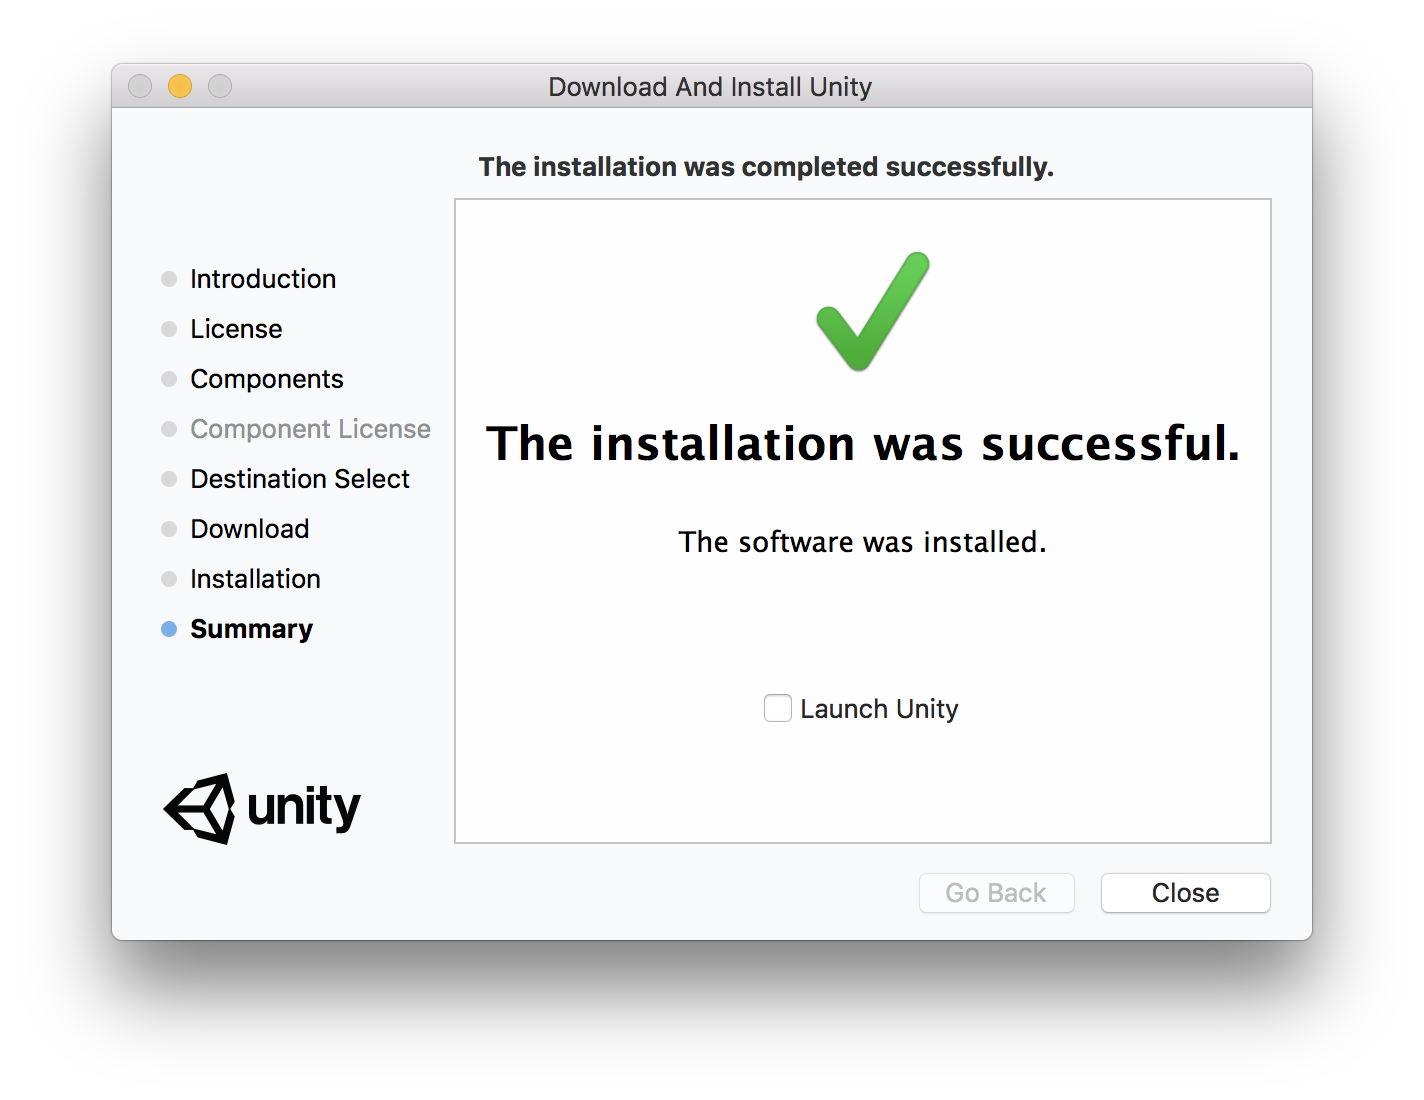 Download And Install Unity
The installation was completed successfully.
Introduction
License
Components
Component License
Destination Select
Download
Installation
Summary
The installation was successful.
The software was installed.
Launch Unity
unity
Go Back
Close